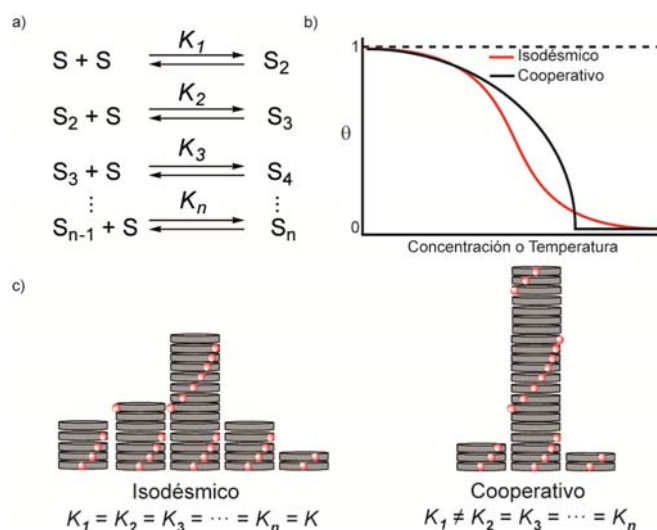 a)
S + S K1 S2
S2 + S K2 S3
S3 + S K3 S4
⋮ ⋮
Sn-1 + S Kn Sn
b)
1
Isodésmico
Cooperativo
θ
0
Concentración o Temperatura
c)
Isodésmico
K1 = K2 = K3 = ⋯ = Kn = K
Cooperativo
K1 ≠ K2 = K3 = ⋯ = Kn